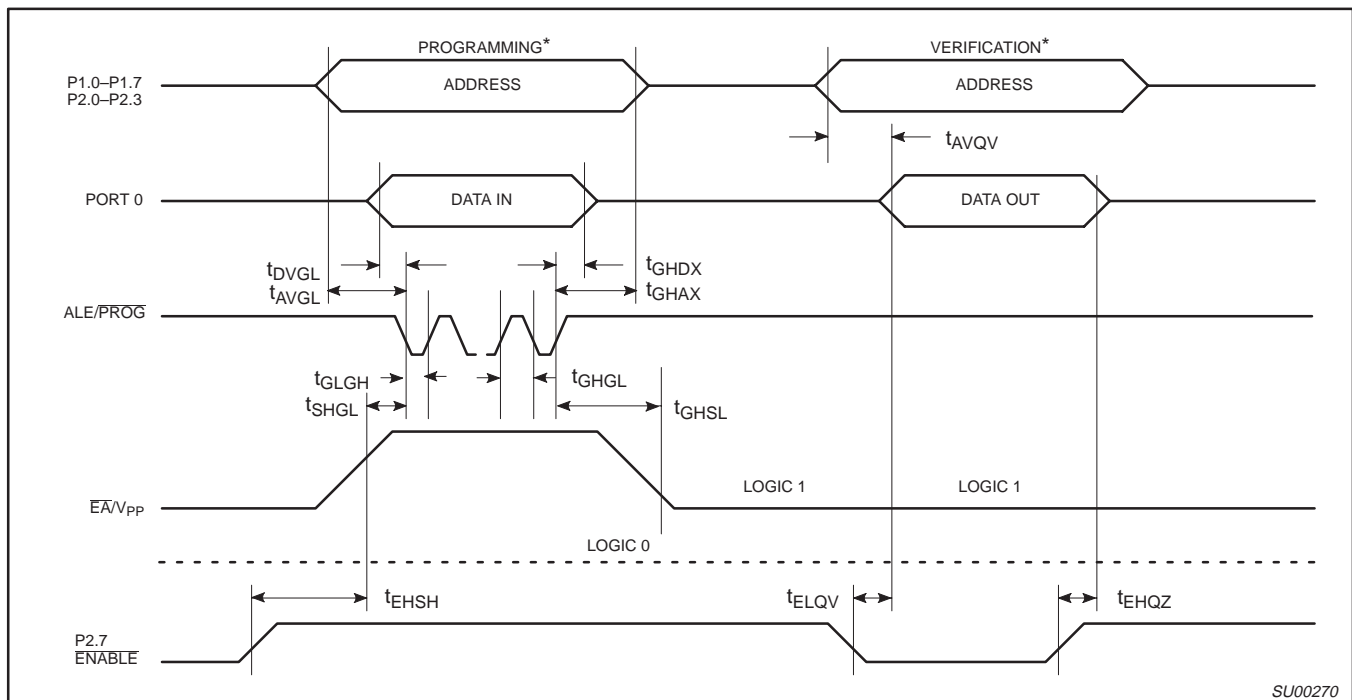 PROGRAMMING*
VERIFICATION*
P1.0–P1.7
P2.0–P2.3
ADDRESS
ADDRESS
tAVQV
PORT 0
DATA IN
DATA OUT
tDVGL
tGHDX
tAVGL
tGHAX
ALE/PROG
tGLGH
tGHGL
tSHGL
tGHSL
LOGIC 1
LOGIC 1
EA/VPP
LOGIC 0
tEHSH
tELQV
tEHQZ
P2.7
ENABLE
SU00270